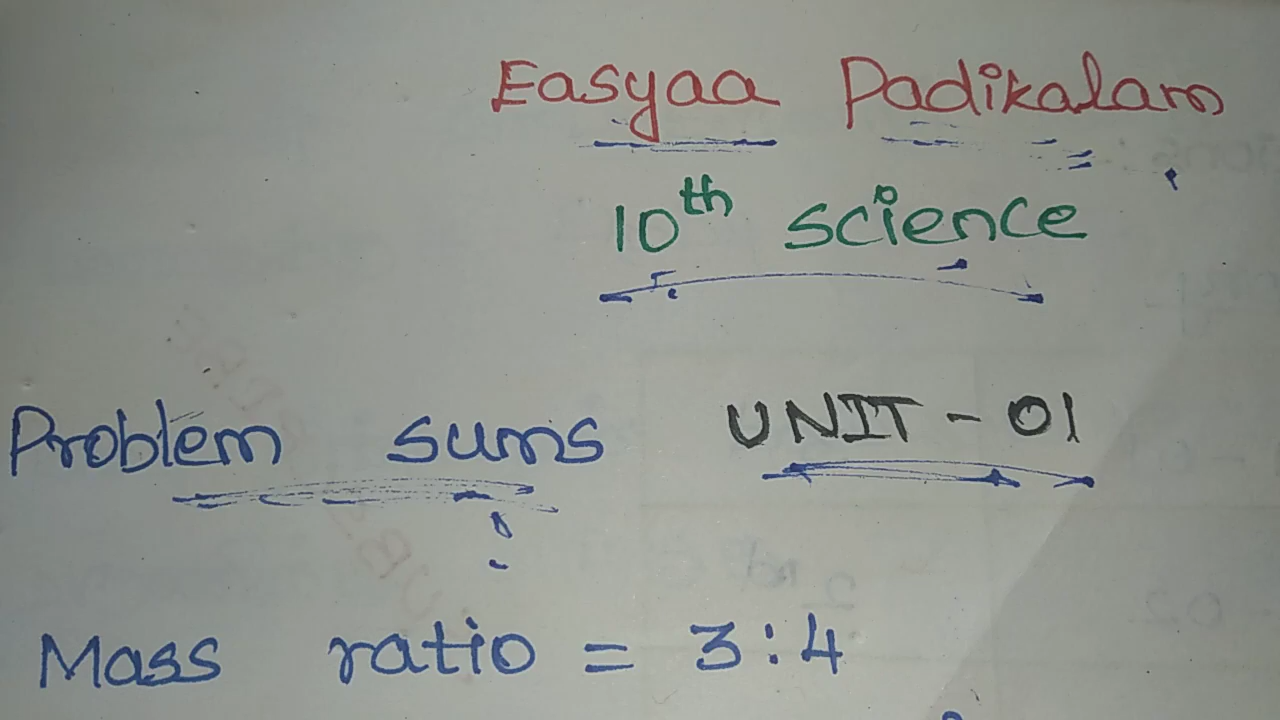 Easyaa Padikalam
10th science
Problem sums UNIT - 01
Mass ratio = 3:4